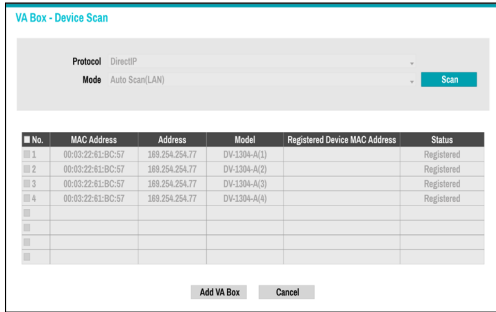 VA Box - Device Scan
Protocol DirectIP
Mode Auto Scan(LAN) Scan
No. MAC Address Address Model Registered Device MAC Address Status
1 00:03:22:61:BC:57 169.254.254.77 DV-1304-A(1) Registered
2 00:03:22:61:BC:57 169.254.254.77 DV-1304-A(2) Registered
3 00:03:22:61:BC:57 169.254.254.77 DV-1304-A(3) Registered
4 00:03:22:61:BC:57 169.254.254.77 DV-1304-A(4) Registered
Add VA Box Cancel